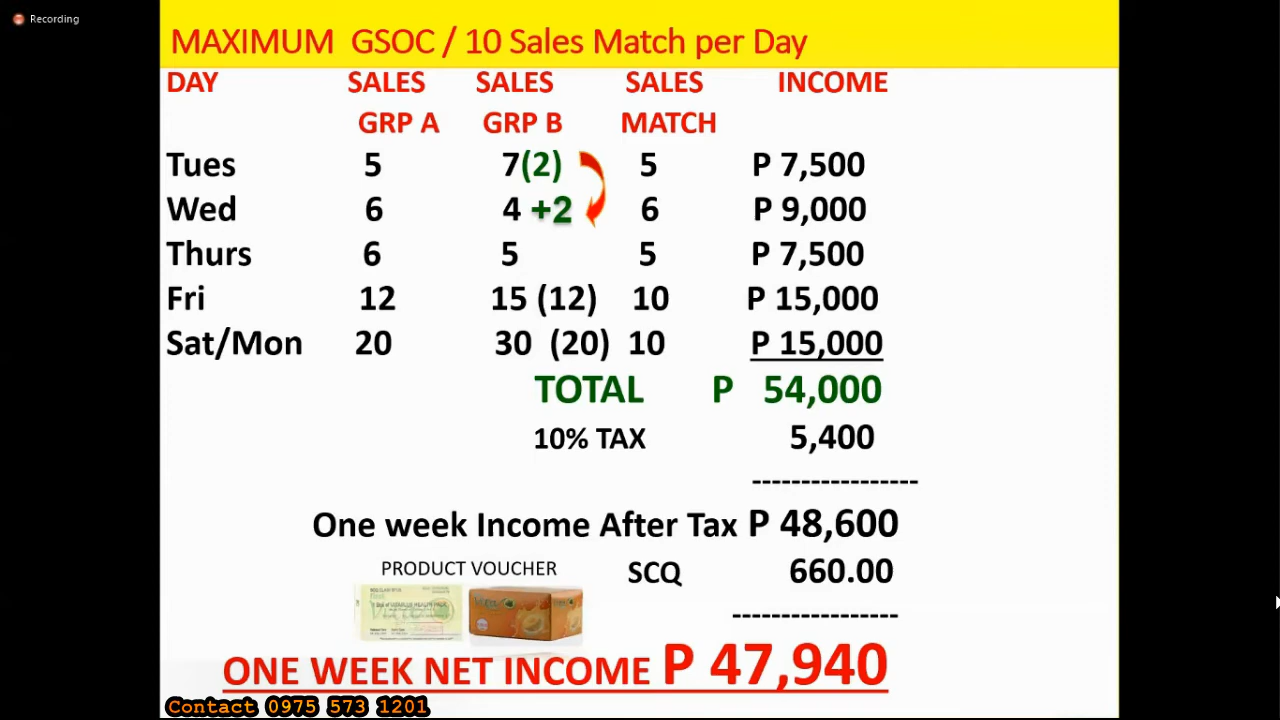 Recording
MAXIMUM GSOC / 10 Sales Match per Day
DAY SALES SALES SALES INCOME
GRP A GRP B MATCH
Tues 5 7(2) 5 P 7,500
Wed 6 4 +2 6 P 9,000
Thurs 6 5 5 P 7,500
Fri 12 15 (12) 10 P 15,000
Sat/Mon 20 30 (20) 10 P 15,000
TOTAL P 54,000
10% TAX 5,400
-----------------
One week Income After Tax P 48,600
PRODUCT VOUCHER SCQ 660.00
-----------------
ONE WEEK NET INCOME P 47,940
Contact 0975 573 1201